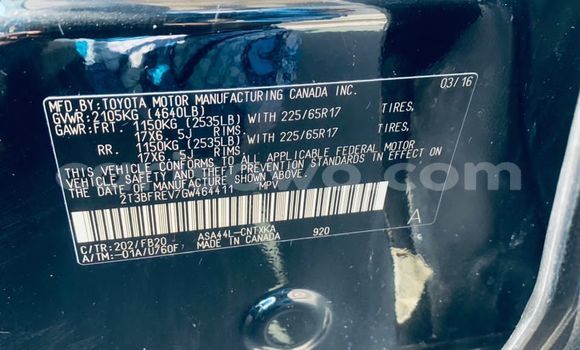 MFD.BY:TOYOTA MOTOR MANUFACTURING CANADA INC. 03/16
GVWR:2105KG (4640LB)
GAWR:FRT. 1150KG (2535LB) WITH 225/65R17 TIRES,
17X6. 5J RIMS.
RR. 1150KG (2535LB) WITH 225/65R17 TIRES,
17X6. 5J RIMS.
THIS VEHICLE CONFORMS TO ALL APPLICABLE FEDERAL MOTOR
VEHICLE SAFETY AND THEFT PREVENTION STANDARDS IN EFFECT ON
THE DATE OF MANUFACTURE SHOWN ABOVE.
2T3BFREV7GW464411 MPV
A
C/TR:202/FB20 ASA44L-CNTXKA 920
A/TM:-01A/U760F MADE IN CANADA